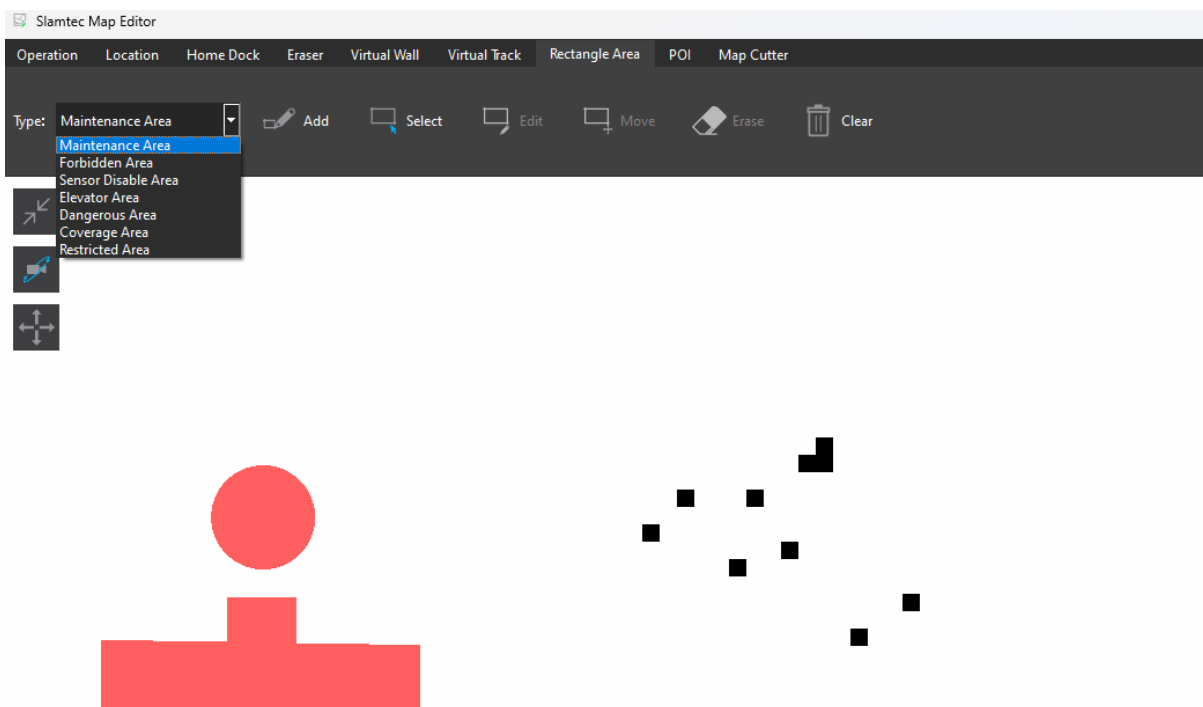 Slamtec Map Editor
Operation Location Home Dock Eraser Virtual Wall Virtual Track Rectangle Area POI Map Cutter
Type: Maintenance Area Add Select Edit Move Erase Clear
Maintenance Area
Forbidden Area
Sensor Disable Area
Elevator Area
Dangerous Area
Coverage Area
Restricted Area